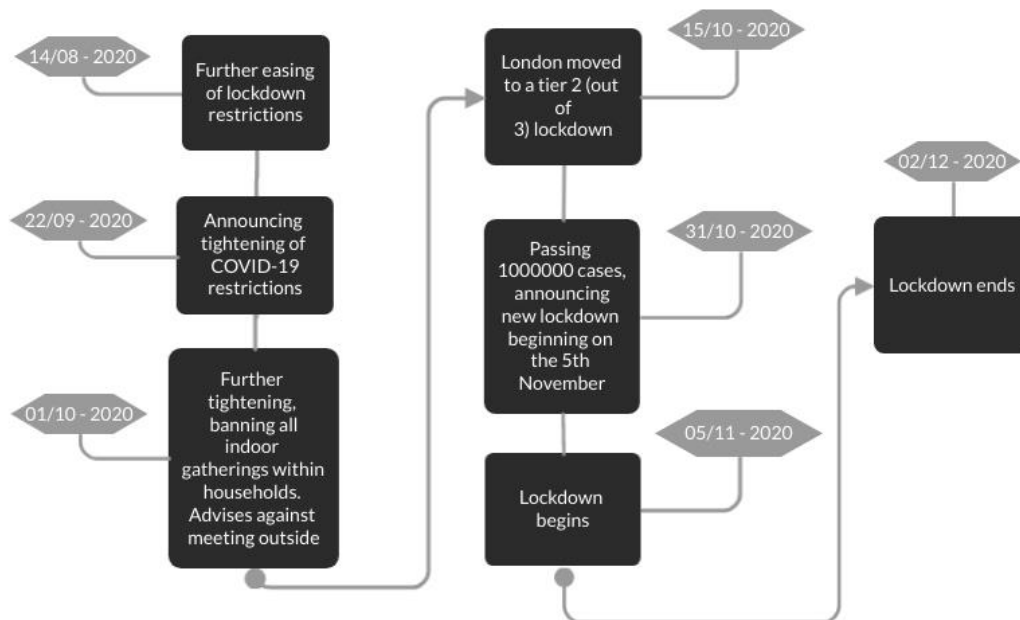 14/08 - 2020
Further easing
of lockdown
restrictions
22/09 - 2020
Announcing
tightening of
COVID-19
restrictions
01/10 - 2020
Further
tightening,
banning all
indoor
gatherings within
households.
Advises against
meeting outside
15/10 - 2020
London moved
to a tier 2 (out
of
3) lockdown
31/10 - 2020
Passing
1000000 cases,
announcing
new lockdown
beginning on
the 5th
November
05/11 - 2020
Lockdown
begins
02/12 - 2020
Lockdown ends